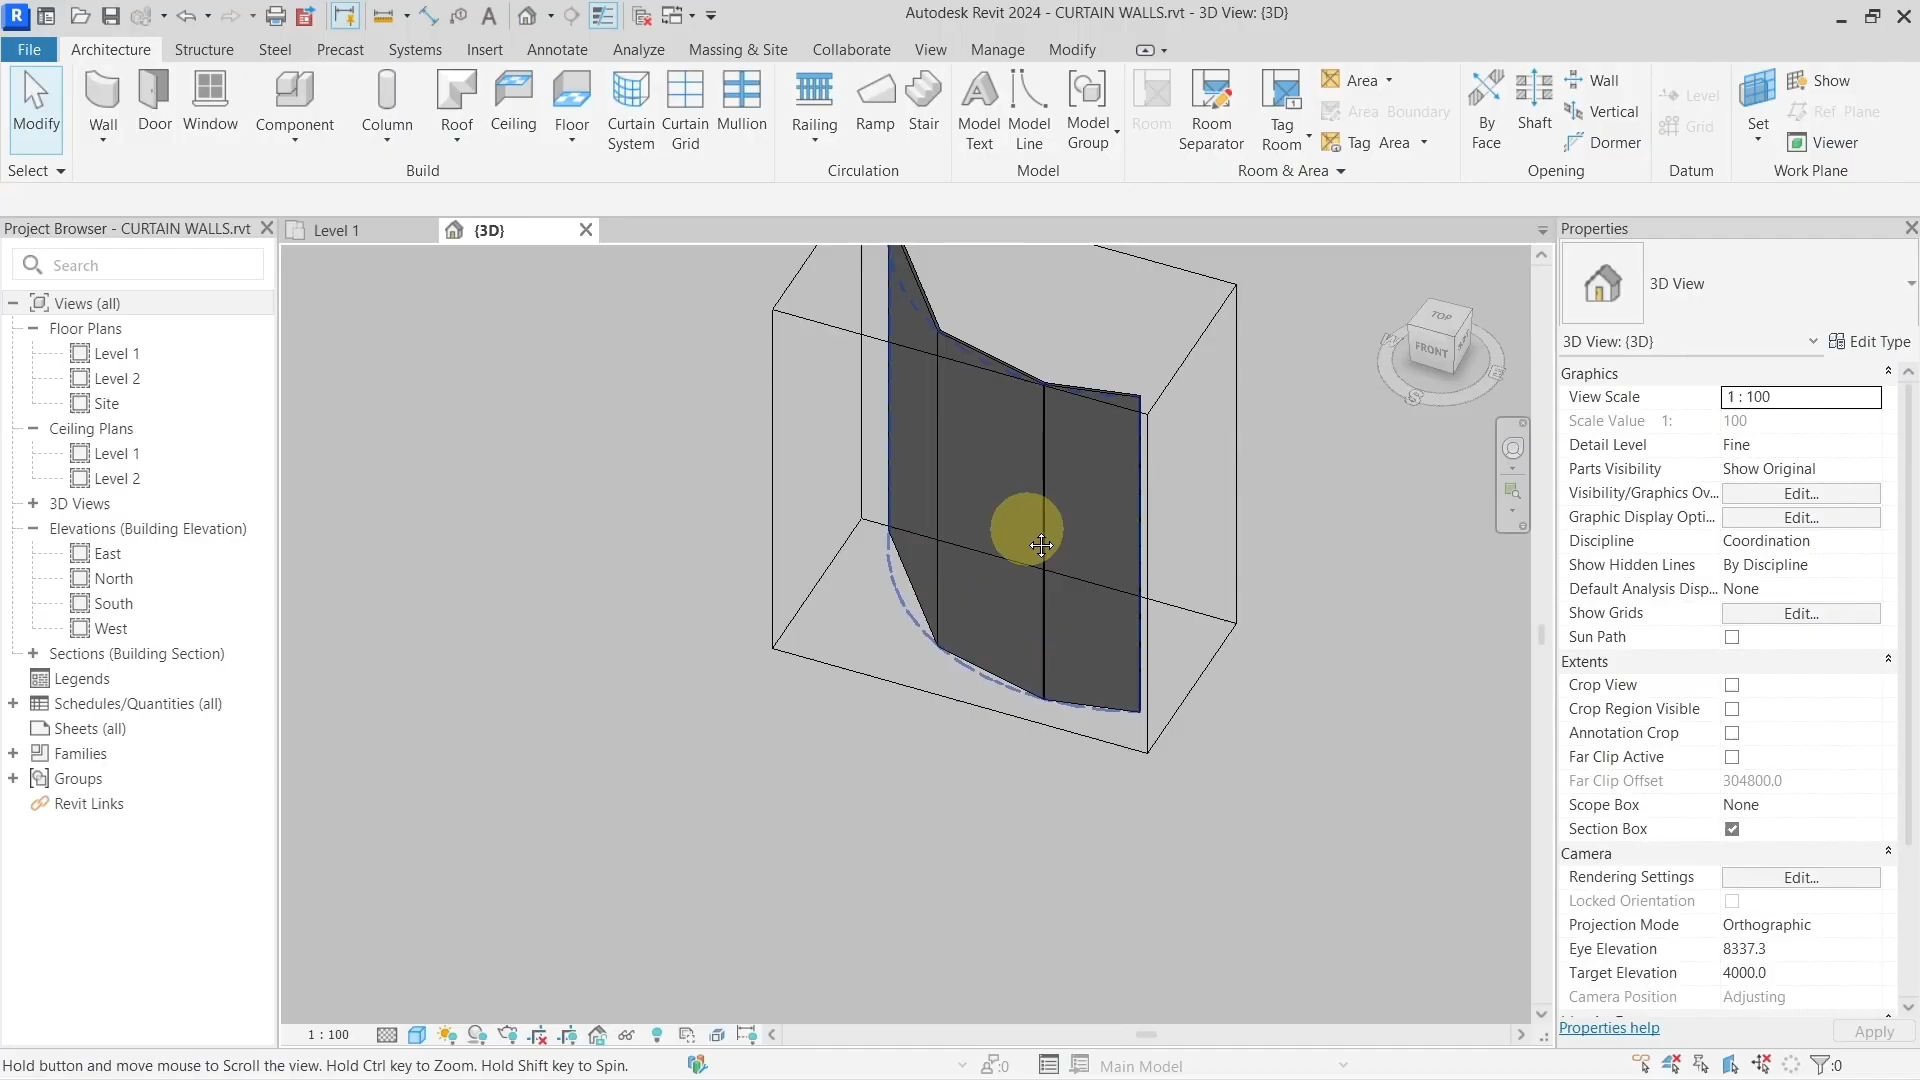 Autodesk Revit 2024 - CURTAIN WALLS.rvt - 3D View: {3D}
File Architecture Structure Steel Precast Systems Insert Annotate Analyze Massing & Site Collaborate View Manage Modify
Modify Wall Door Window Component Column Roof Ceiling Floor Curtain System Curtain Grid Mullion Railing Ramp Stair Model Text Model Line Model Group Room Room Separator Tag Room By Face Shaft Set
Area Wall Level Show
Area Boundary Vertical Grid Ref Plane
Tag Area Dormer Viewer
Select Build Circulation Model Room & Area Opening Datum Work Plane
Project Browser - CURTAIN WALLS.rvt
Search
Views (all)
Floor Plans
Level 1
Level 2
Site
Ceiling Plans
Level 1
Level 2
3D Views
Elevations (Building Elevation)
East
North
South
West
Sections (Building Section)
Legends
Schedules/Quantities (all)
Sheets (all)
Families
Groups
Revit Links
Level 1 {3D}
TOP
FRONT
W
S
E
1 : 100
Properties
3D View
3D View: {3D} Edit Type
Graphics
View Scale 1 : 100
Scale Value 1: 100
Detail Level Fine
Parts Visibility Show Original
Visibility/Graphics Ov... Edit...
Graphic Display Opti... Edit...
Discipline Coordination
Show Hidden Lines By Discipline
Default Analysis Disp... None
Show Grids Edit...
Sun Path
Extents
Crop View
Crop Region Visible
Annotation Crop
Far Clip Active
Far Clip Offset 304800.0
Scope Box None
Section Box
Camera
Rendering Settings Edit...
Locked Orientation
Projection Mode Orthographic
Eye Elevation 8337.3
Target Elevation 4000.0
Camera Position Adjusting
Properties help Apply
Hold button and move mouse to Scroll the view. Hold Ctrl key to Zoom. Hold Shift key to Spin. :0 Main Model :0